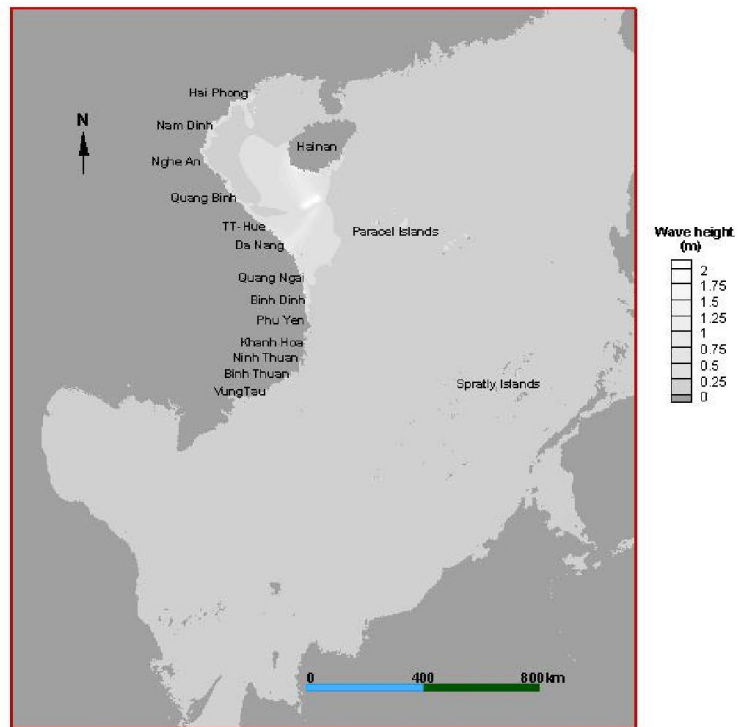 Hai Phong
N
Nam Dinh
Hainan
Nghe An
Quang Binh
TT-Hue
Paracel Islands
Da Nang
Quang Ngai
Binh Dinh
Phu Yen
Khanh Hoa
Ninh Thuan
Binh Thuan
Spratly Islands
VungTau
0 400 800km
Wave height
(m)
2
1.75
1.5
1.25
1
0.75
0.5
0.25
0